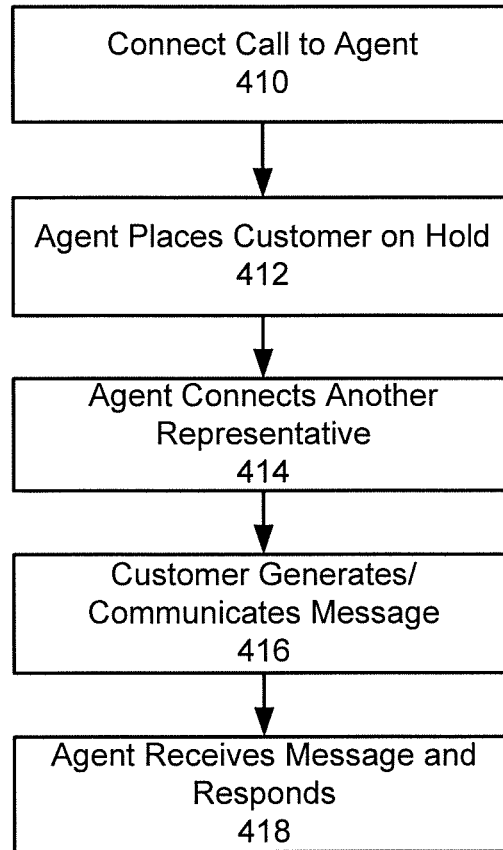 Connect Call to Agent
410
Agent Places Customer on Hold
412
Agent Connects Another
Representative
414
Customer Generates/
Communicates Message
416
Agent Receives Message and
Responds
418